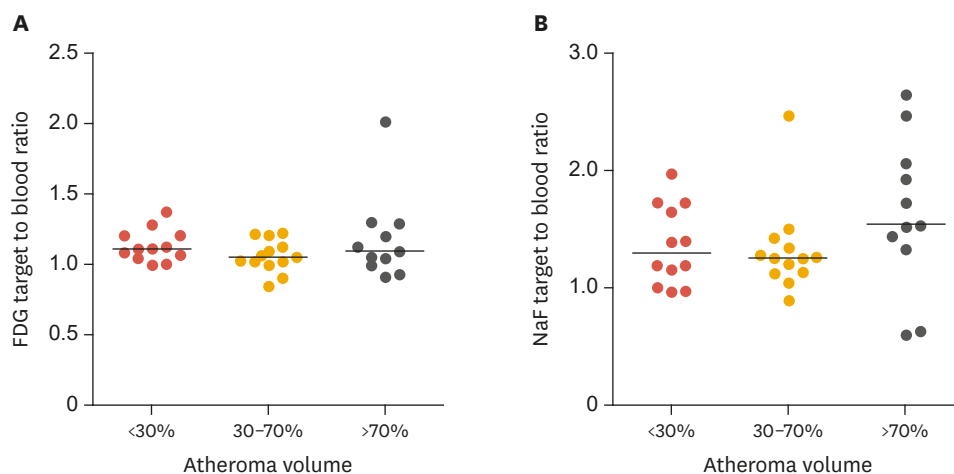 A
FDG target to blood ratio
2.5
2.0
1.5
1.0
0.5
0
<30%
30–70%
>70%
Atheroma volume
B
NaF target to blood ratio
3.0
2.0
1.0
0
<30%
30–70%
>70%
Atheroma volume